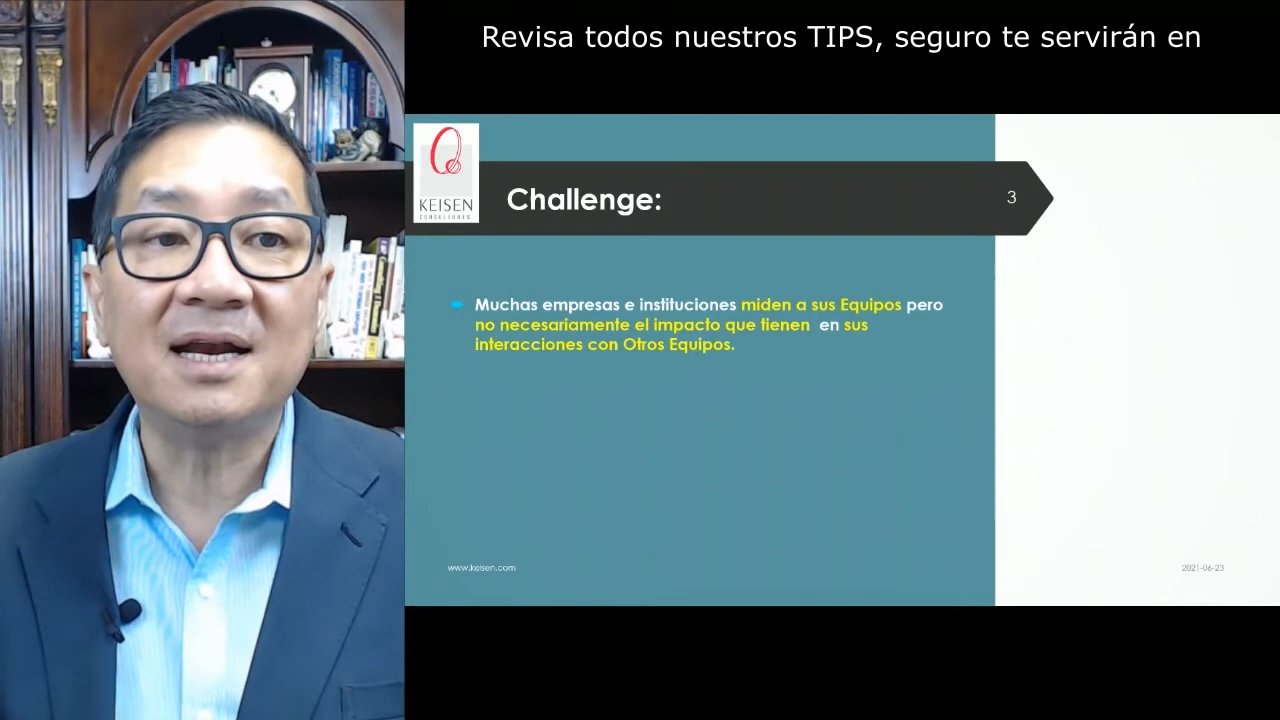 Revisa todos nuestros TIPS, seguro te servirán en
KEISEN
CONSULTORES
Challenge:
3
Muchas empresas e instituciones miden a sus Equipos pero
no necesariamente el impacto que tienen en sus
interacciones con Otros Equipos.
www.keisen.com
2021-06-23